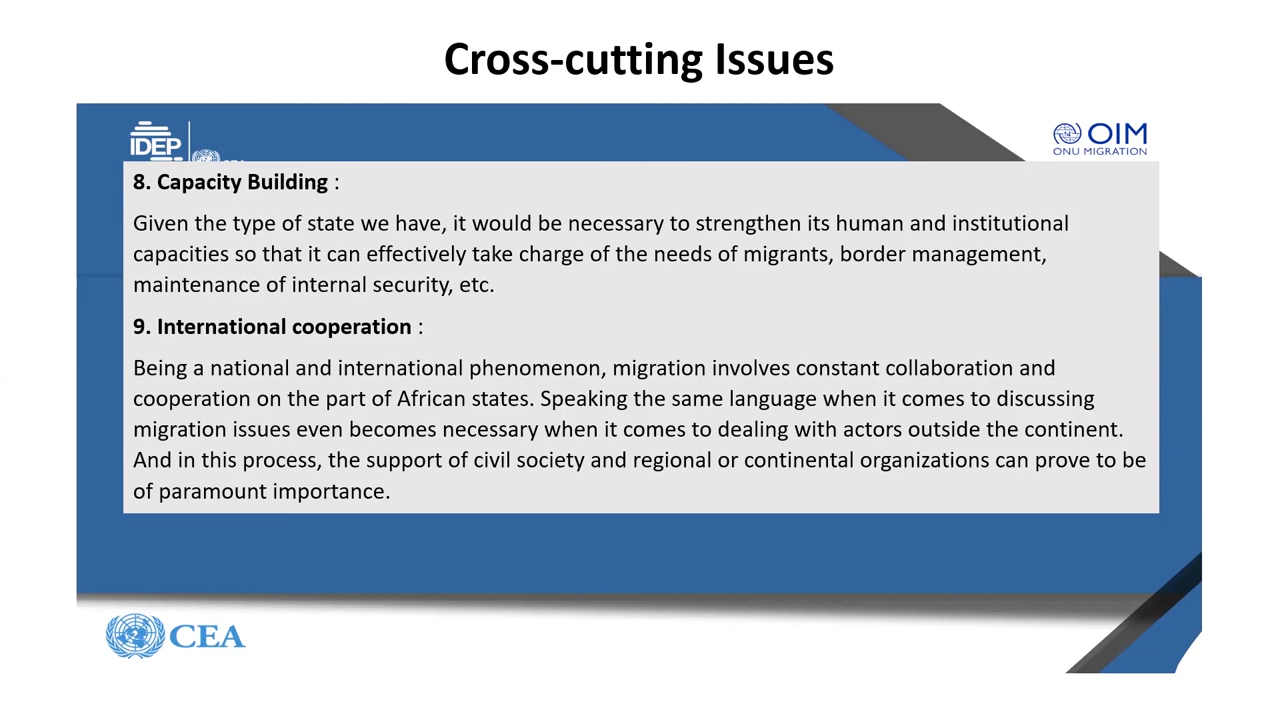 Cross-cutting Issues
IDEP
OIM
ONU MIGRATION
8. Capacity Building :
Given the type of state we have, it would be necessary to strengthen its human and institutional
capacities so that it can effectively take charge of the needs of migrants, border management,
maintenance of internal security, etc.
9. International cooperation :
Being a national and international phenomenon, migration involves constant collaboration and
cooperation on the part of African states. Speaking the same language when it comes to discussing
migration issues even becomes necessary when it comes to dealing with actors outside the continent.
And in this process, the support of civil society and regional or continental organizations can prove to be
of paramount importance.
CEA